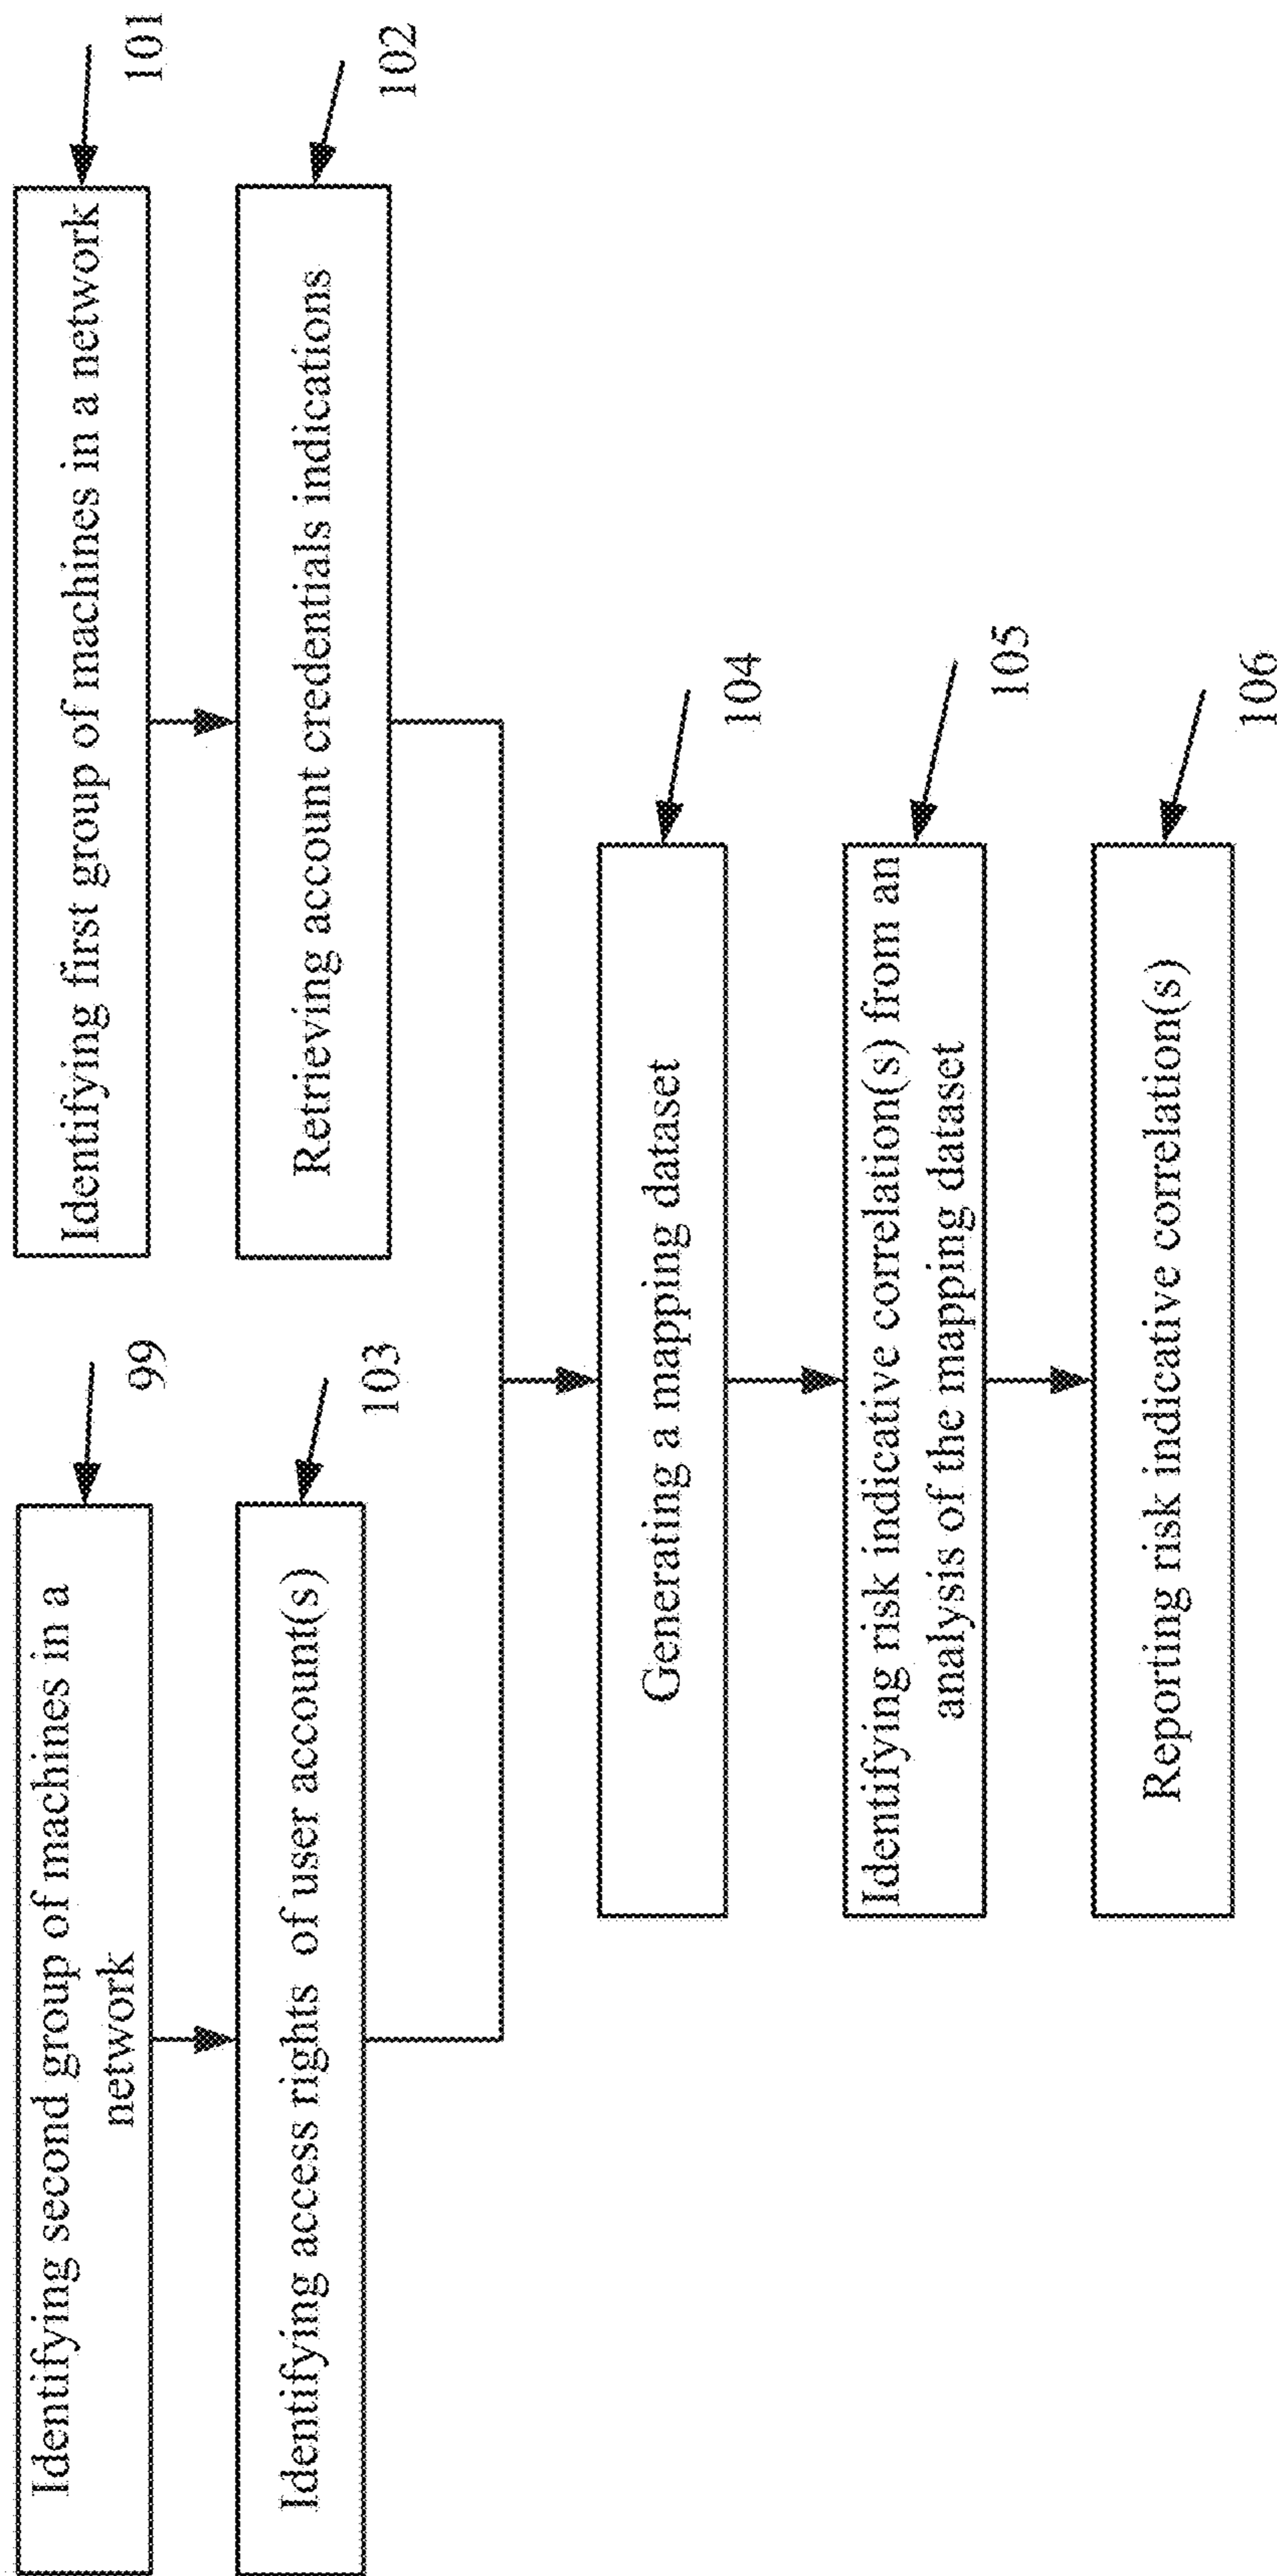 Identifying second group of machines in a
network
99
Identifying first group of machines in a network
101
Identifying access rights of user account(s)
103
Retrieving account credentials indications
102
Generating a mapping dataset
104
Identifying risk indicative correlation(s) from an
analysis of the mapping dataset
105
Reporting risk indicative correlation(s)
106